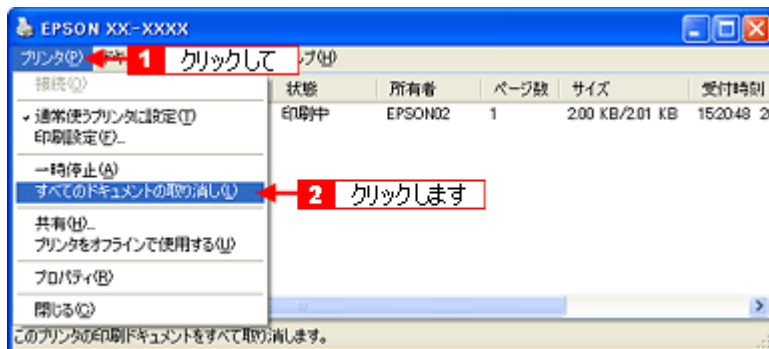 EPSON XX-XXXX
プリンタ(P) 1 クリックして ルプ(H)
接続(O)
状態 所有者 ページ数 サイズ 受付時刻
通常使うプリンタに設定(T)
印刷中 EPSON02 1 2.00 KB/2.01 KB 15:20:48 2
印刷設定(F)...
一時停止(A)
すべてのドキュメントの取り消し(L) 2 クリックします
共有(H)...
プリンタをオフラインで使用する(U)
プロパティ(R)
閉じる(C)
このプリンタの印刷ドキュメントをすべて取り消します。